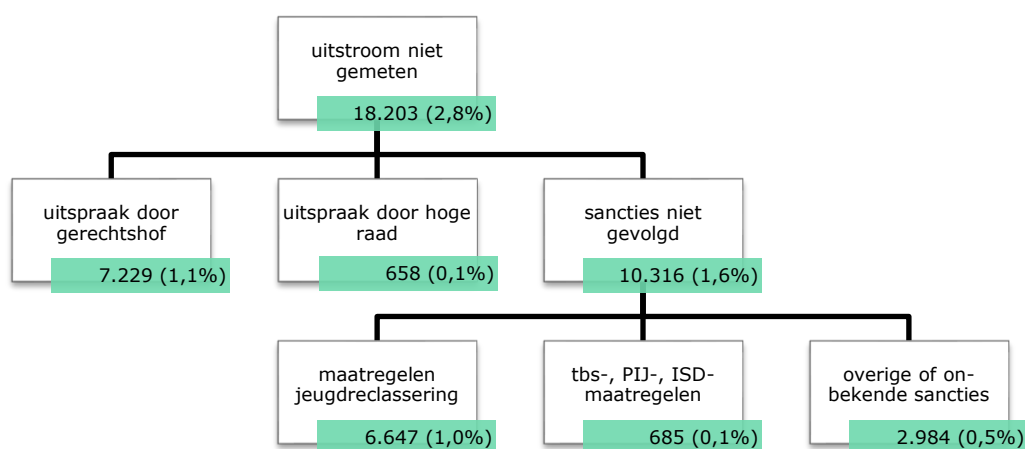 uitstroom niet
gemeten
18.203 (2,8%)
uitspraak door
gerechtshof
7.229 (1,1%)
uitspraak door hoge
raad
658 (0,1%)
sancties niet
gevolgd
10.316 (1,6%)
maatregelen
jeugdreclassering
6.647 (1,0%)
tbs-, PIJ-, ISD-
maatregelen
685 (0,1%)
overige of on-
bekende sancties
2.984 (0,5%)